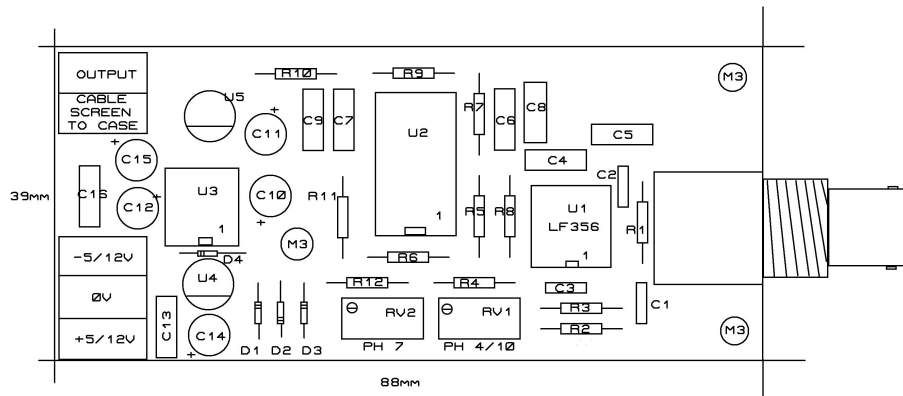 OUTPUT
CABLE
SCREEN
TO CASE
R10
R9
M3
U5
C9
C7
R7
C6
C8
C11
U2
C5
C15
C4
C16
C12
U3
1
C10
R11
1
R5
R8
C2
U1
LF356
1
R1
39MM
M3
-5/12V
D4
R6
U4
0V
R12
R4
C3
C1
C13
+5/12V
C14
RV2
RV1
R3
R2
M3
D1
D2
D3
PH 7
PH 4/10
88MM